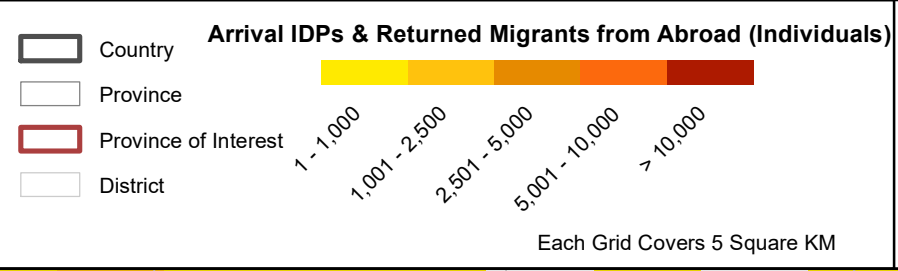 Arrival IDPs & Returned Migrants from Abroad (Individuals)
Country
Province
Province of Interest
District
1 - 1,000
1,001 - 2,500
2,501 - 5,000
5,001 - 10,000
> 10,000
Each Grid Covers 5 Square KM